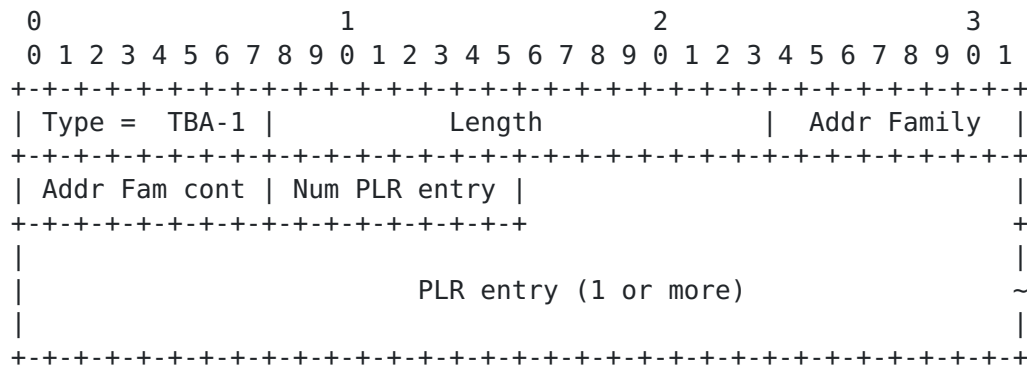 0                   1                   2                   3
 0 1 2 3 4 5 6 7 8 9 0 1 2 3 4 5 6 7 8 9 0 1 2 3 4 5 6 7 8 9 0 1
+-+-+-+-+-+-+-+-+-+-+-+-+-+-+-+-+-+-+-+-+-+-+-+-+-+-+-+-+-+-+-+-+
| Type =  TBA-1 |           Length              |  Addr Family  |
+-+-+-+-+-+-+-+-+-+-+-+-+-+-+-+-+-+-+-+-+-+-+-+-+-+-+-+-+-+-+-+-+
| Addr Fam cont | Num PLR entry |                               |
+-+-+-+-+-+-+-+-+-+-+-+-+-+-+-+-+                               +
|                                                               |
|                         PLR entry (1 or more)                 ~
|                                                               |
+-+-+-+-+-+-+-+-+-+-+-+-+-+-+-+-+-+-+-+-+-+-+-+-+-+-+-+-+-+-+-+-+